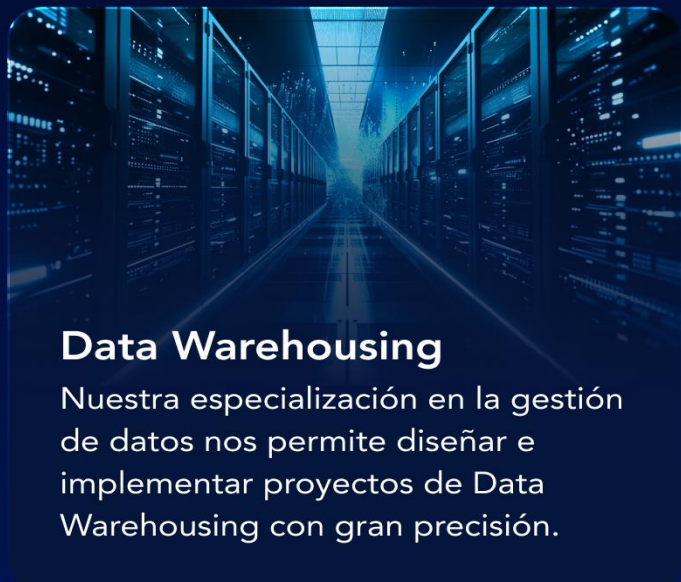 Data Warehousing
Nuestra especialización en la gestión
de datos nos permite diseñar e
implementar proyectos de Data
Warehousing con gran precisión.